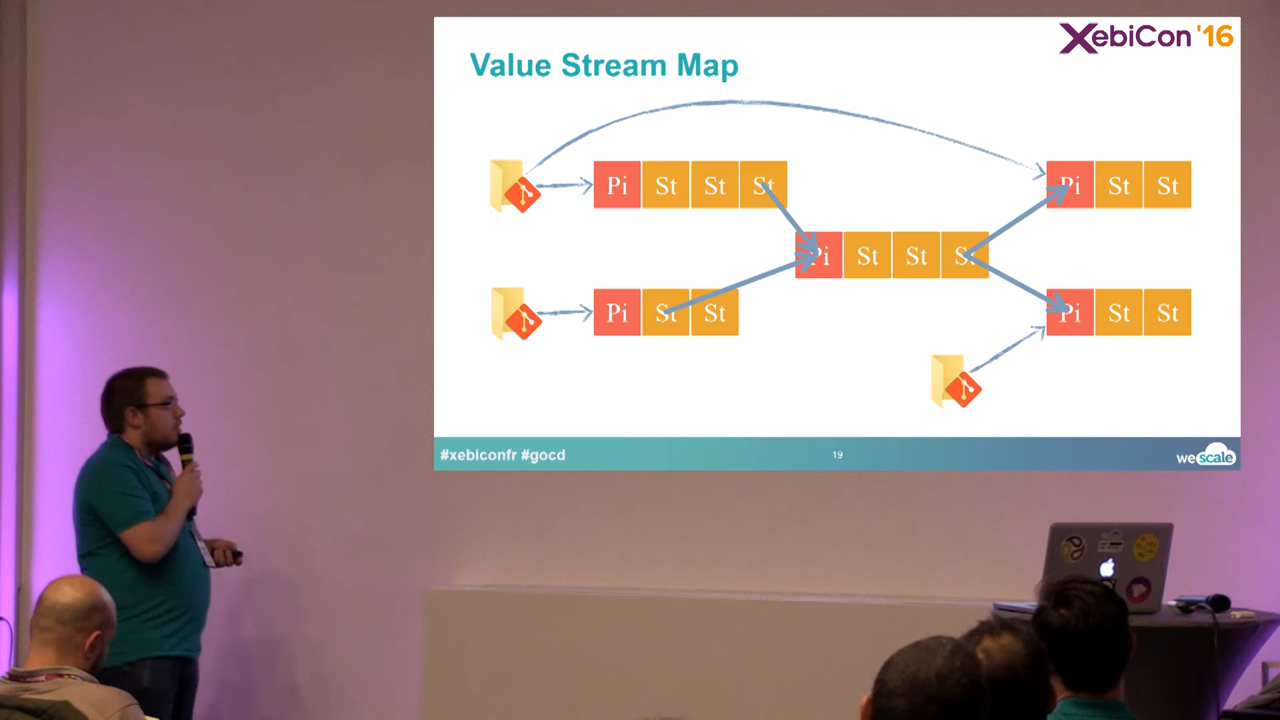 XebiCon '16
Value Stream Map
Pi St St St
Pi St St
Pi St St St
Pi St St
Pi St St
#xebiconfr #gocd
19
wescale